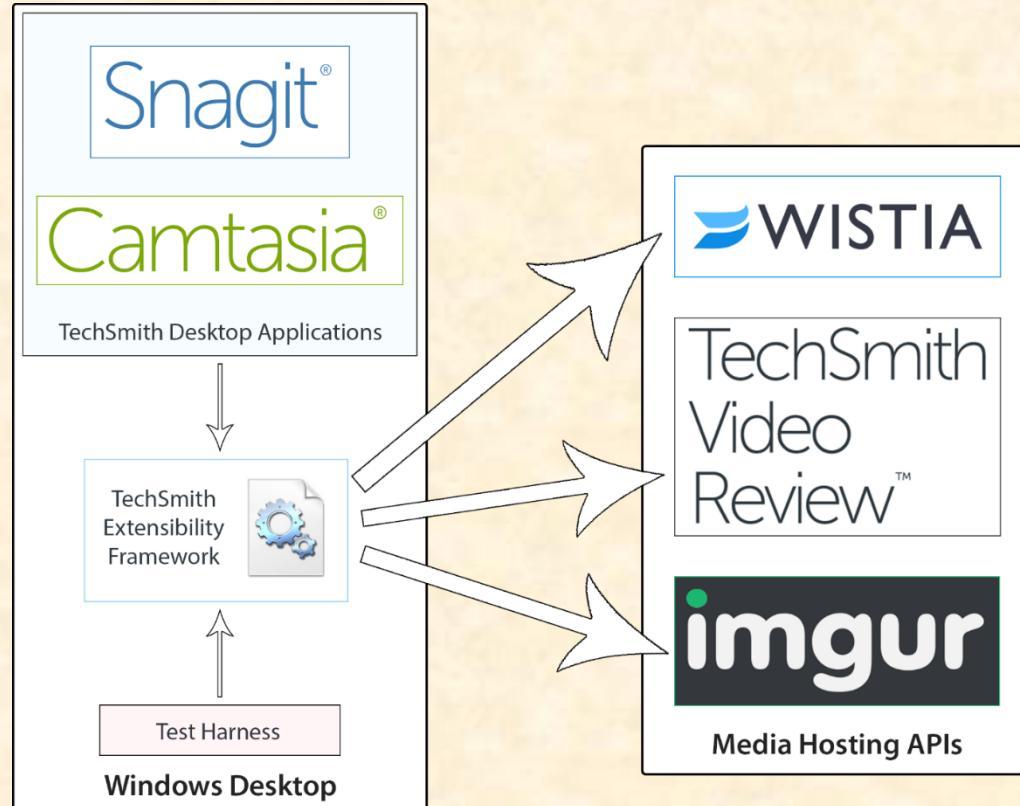 Snagit®
Camtasia®
TechSmith Desktop Applications
TechSmith
Extensibility
Framework
Test Harness
Windows Desktop
WISTIA
TechSmith
Video
Review™
imgur
Media Hosting APIs